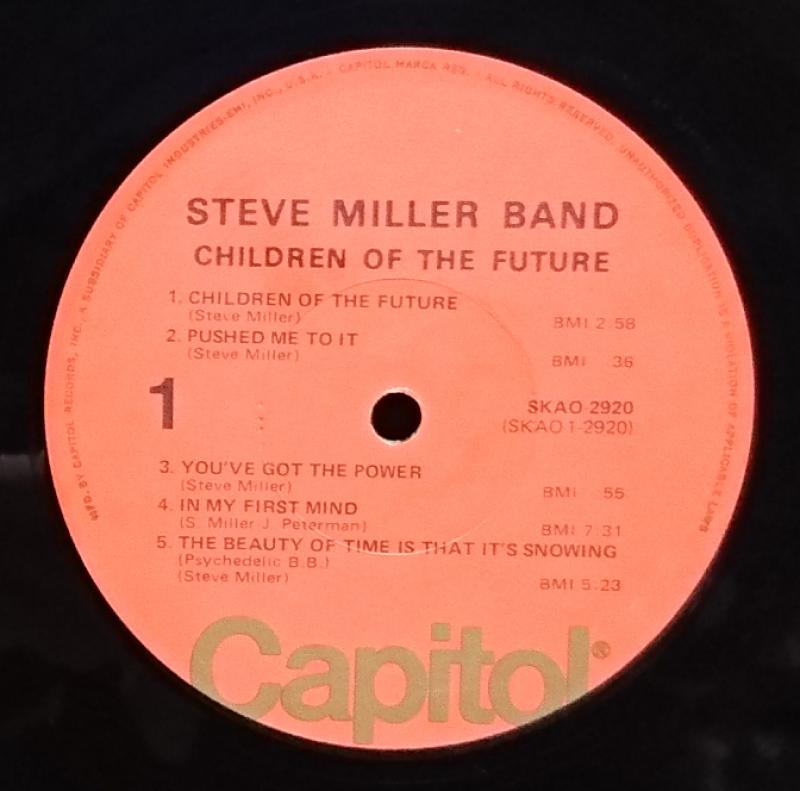 MFD. BY CAPITOL RECORDS, INC. A SUBSIDIARY OF CAPITOL INDUSTRIES-EMI, INC., U.S.A. · CAPITOL MARCA REG. · ALL RIGHTS RESERVED. UNAUTHORIZED DUPLICATION IS A VIOLATION OF APPLICABLE LAWS
STEVE MILLER BAND
CHILDREN OF THE FUTURE
1. CHILDREN OF THE FUTURE
(Steve Miller) BMI 2:58
2. PUSHED ME TO IT
(Steve Miller) BMI :36
1 SKAO 2920
(SKAO 1-2920)
3. YOU'VE GOT THE POWER
(Steve Miller) BMI :55
4. IN MY FIRST MIND
(S. Miller J. Peterman) BMI 7:31
5. THE BEAUTY OF TIME IS THAT IT'S SNOWING
(Psychedelic B.B.)
(Steve Miller) BMI 5:23
Capitol®